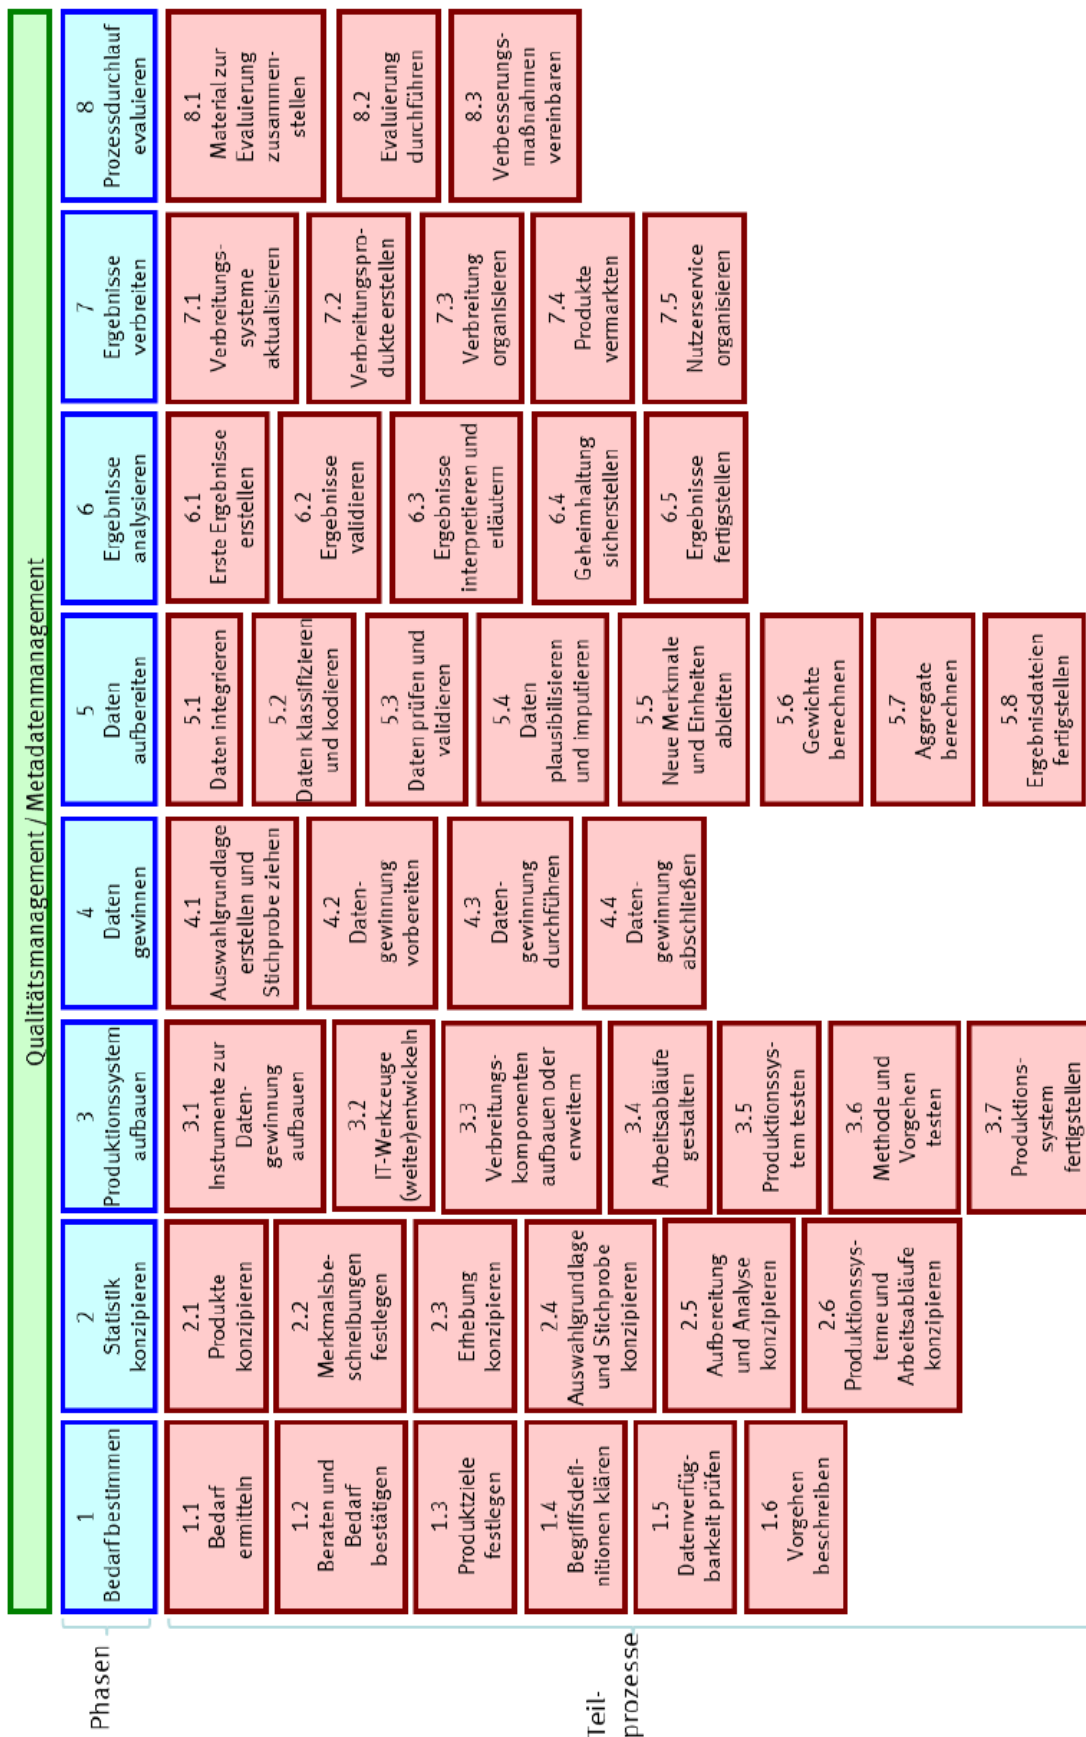 Qualitätsmanagement / Metadatenmanagement
Phasen
1
Bedarf bestimmen
2
Statistik
konzipieren
3
Produktionssystem
aufbauen
4
Daten
gewinnen
5
Daten
aufbereiten
6
Ergebnisse
analysieren
7
Ergebnisse
verbreiten
8
Prozessdurchlauf
evaluieren
Teil-
prozesse
1.1
Bedarf
ermitteln
1.2
Beraten und
Bedarf
bestätigen
1.3
Produktziele
festlegen
1.4
Begriffsdefi-
nitionen klären
1.5
Datenverfüg-
barkeit prüfen
1.6
Vorgehen
beschreiben
2.1
Produkte
konzipieren
2.2
Merkmalsbe-
schreibungen
festlegen
2.3
Erhebung
konzipieren
2.4
Auswahlgrundlage
und Stichprobe
konzipieren
2.5
Aufbereitung
und Analyse
konzipieren
2.6
Produktionssys-
teme und
Arbeitsabläufe
konzipieren
3.1
Instrumente zur
Daten-
gewinnung
aufbauen
3.2
IT-Werkzeuge
(weiter)entwickeln
3.3
Verbreitungs-
komponenten
aufbauen oder
erweitern
3.4
Arbeitsabläufe
gestalten
3.5
Produktionssys-
tem testen
3.6
Methode und
Vorgehen
testen
3.7
Produktions-
system
fertigstellen
4.1
Auswahlgrundlage
erstellen und
Stichprobe ziehen
4.2
Daten-
gewinnung
vorbereiten
4.3
Daten-
gewinnung
durchführen
4.4
Daten-
gewinnung
abschließen
5.1
Daten integrieren
5.2
Daten klassifizieren
und kodieren
5.3
Daten prüfen und
validieren
5.4
Daten
plausibilisieren
und imputieren
5.5
Neue Merkmale
und Einheiten
ableiten
5.6
Gewichte
berechnen
5.7
Aggregate
berechnen
5.8
Ergebnisdateien
fertigstellen
6.1
Erste Ergebnisse
erstellen
6.2
Ergebnisse
validieren
6.3
Ergebnisse
interpretieren und
erläutern
6.4
Geheimhaltung
sicherstellen
6.5
Ergebnisse
fertigstellen
7.1
Verbreitungs-
systeme
aktualisieren
7.2
Verbreitungspro-
dukte erstellen
7.3
Verbreitung
organisieren
7.4
Produkte
vermarkten
7.5
Nutzerservice
organisieren
8.1
Material zur
Evaluierung
zusammen-
stellen
8.2
Evaluierung
durchführen
8.3
Verbesserungs-
maßnahmen
vereinbaren